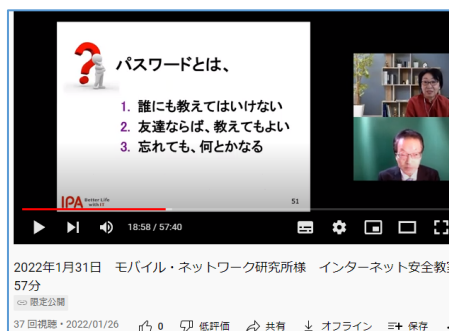 パスワードとは、
1. 誰にも教えてはいけない
2. 友達ならば、教えてもよい
3. 忘れても、何とかなる
IPA Better Life with IT
51
18:58 / 57:40
2022年1月31日 モバイル・ネットワーク研究所様 インターネット安全教室
57分
限定公開
37 回視聴・2022/01/26 0 低評価 共有 オフライン 保存